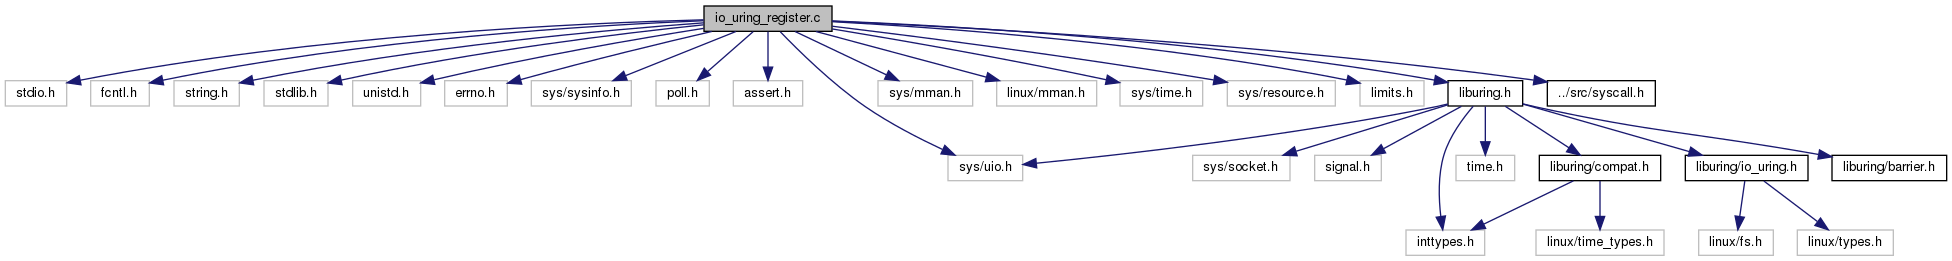 io_uring_register.c
stdio.h
fcntl.h
string.h
stdlib.h
unistd.h
errno.h
sys/sysinfo.h
poll.h
assert.h
sys/mman.h
linux/mman.h
sys/time.h
sys/resource.h
limits.h
liburing.h
../src/syscall.h
sys/uio.h
sys/socket.h
signal.h
time.h
liburing/compat.h
liburing/io_uring.h
liburing/barrier.h
inttypes.h
linux/time_types.h
linux/fs.h
linux/types.h